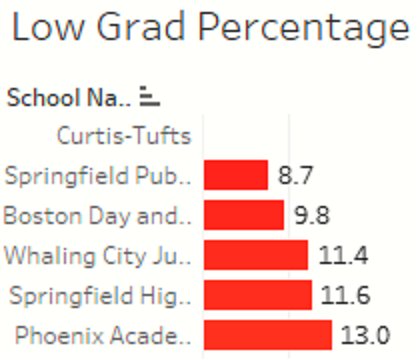 Low Grad Percentage
School Na..
Curtis-Tufts
Springfield Pub.. 8.7
Boston Day and.. 9.8
Whaling City Ju.. 11.4
Springfield Hig.. 11.6
Phoenix Acade.. 13.0